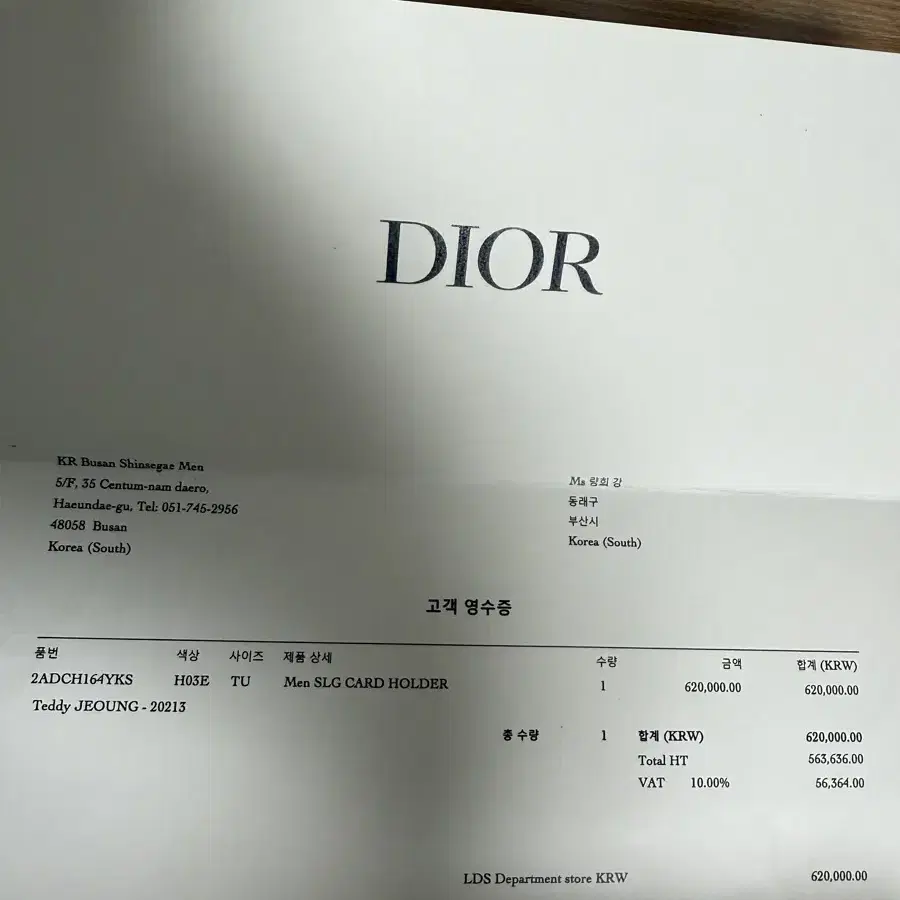 DIOR
KR Busan Shinsegae Men
5/F, 35 Centum-nam daero,
Haeundae-gu, Tel: 051-745-2956
48058 Busan
Korea (South)
Ms 량희 강
동래구
부산시
Korea (South)
고객 영수증
품번 색상 사이즈 제품 상세 수량 금액 합계 (KRW)
2ADCH164YKS H03E TU Men SLG CARD HOLDER 1 620,000.00 620,000.00
Teddy JEOUNG - 20213
총 수량 1 합계 (KRW) 620,000.00
Total HT 563,636.00
VAT 10.00% 56,364.00
LDS Department store KRW 620,000.00